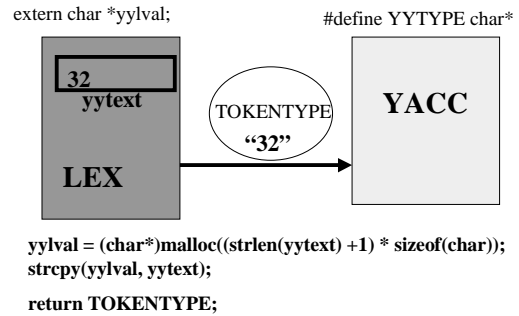 extern char *yylval;
#define YYTYPE char*
32
yytext
LEX
TOKENTYPE
“32”
YACC
yylval = (char*)malloc((strlen(yytext) +1) * sizeof(char));
strcpy(yylval, yytext);
return TOKENTYPE;